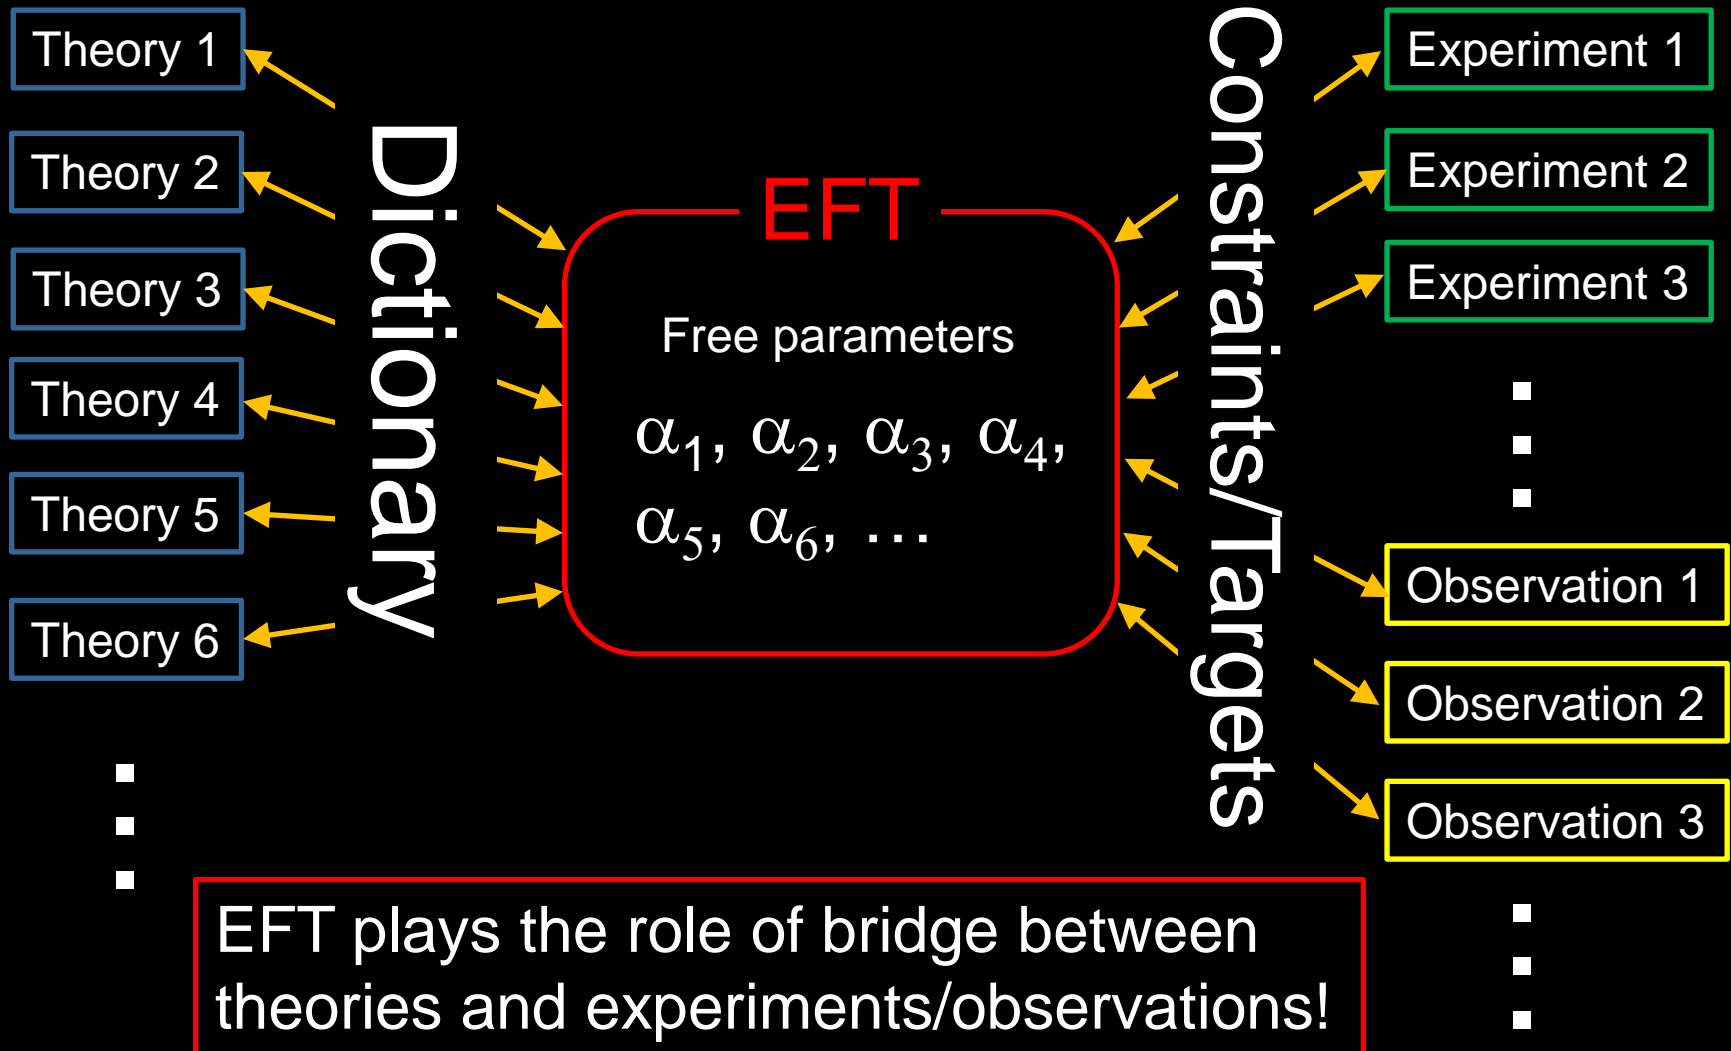 Theory 1
Theory 2
Theory 3
Theory 4
Theory 5
Theory 6
Dictionary
EFT
Free parameters
α₁, α₂, α₃, α₄,
α₅, α₆, …
Constraints/Targets
Experiment 1
Experiment 2
Experiment 3
Observation 1
Observation 2
Observation 3
EFT plays the role of bridge between
theories and experiments/observations!